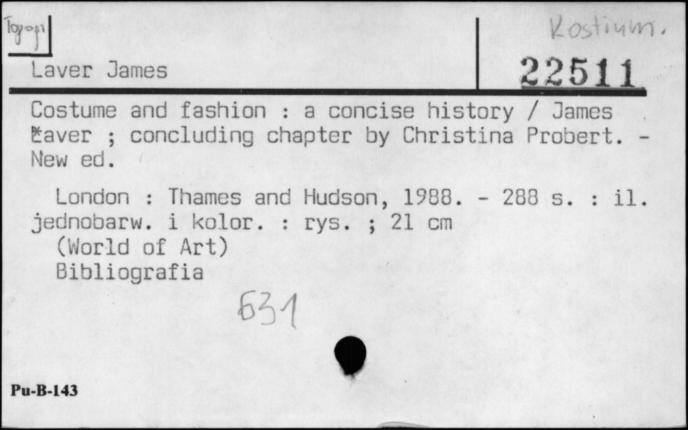 Kostium.
Laver James
22511
Costume and fashion : a concise history / James
Laver ; concluding chapter by Christina Probert. -
New ed.
London : Thames and Hudson, 1988. - 288 s. : il.
jednobarw. i kolor. : rys. ; 21 cm
(World of Art)
Bibliografia
631
Pu-B-143